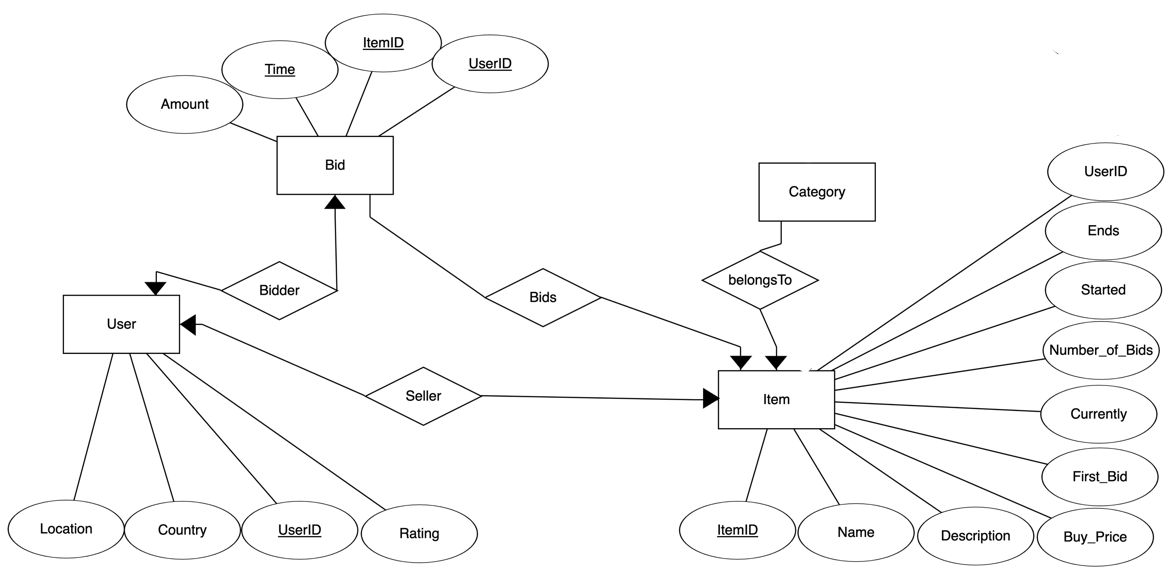 ItemID
UserID
Time
Amount
Bid
Category
UserID
Ends
Started
Number_of_Bids
Currently
First_Bid
Buy_Price
belongsTo
Bidder
Bids
User
Seller
Item
Location
Country
UserID
Rating
ItemID
Name
Description